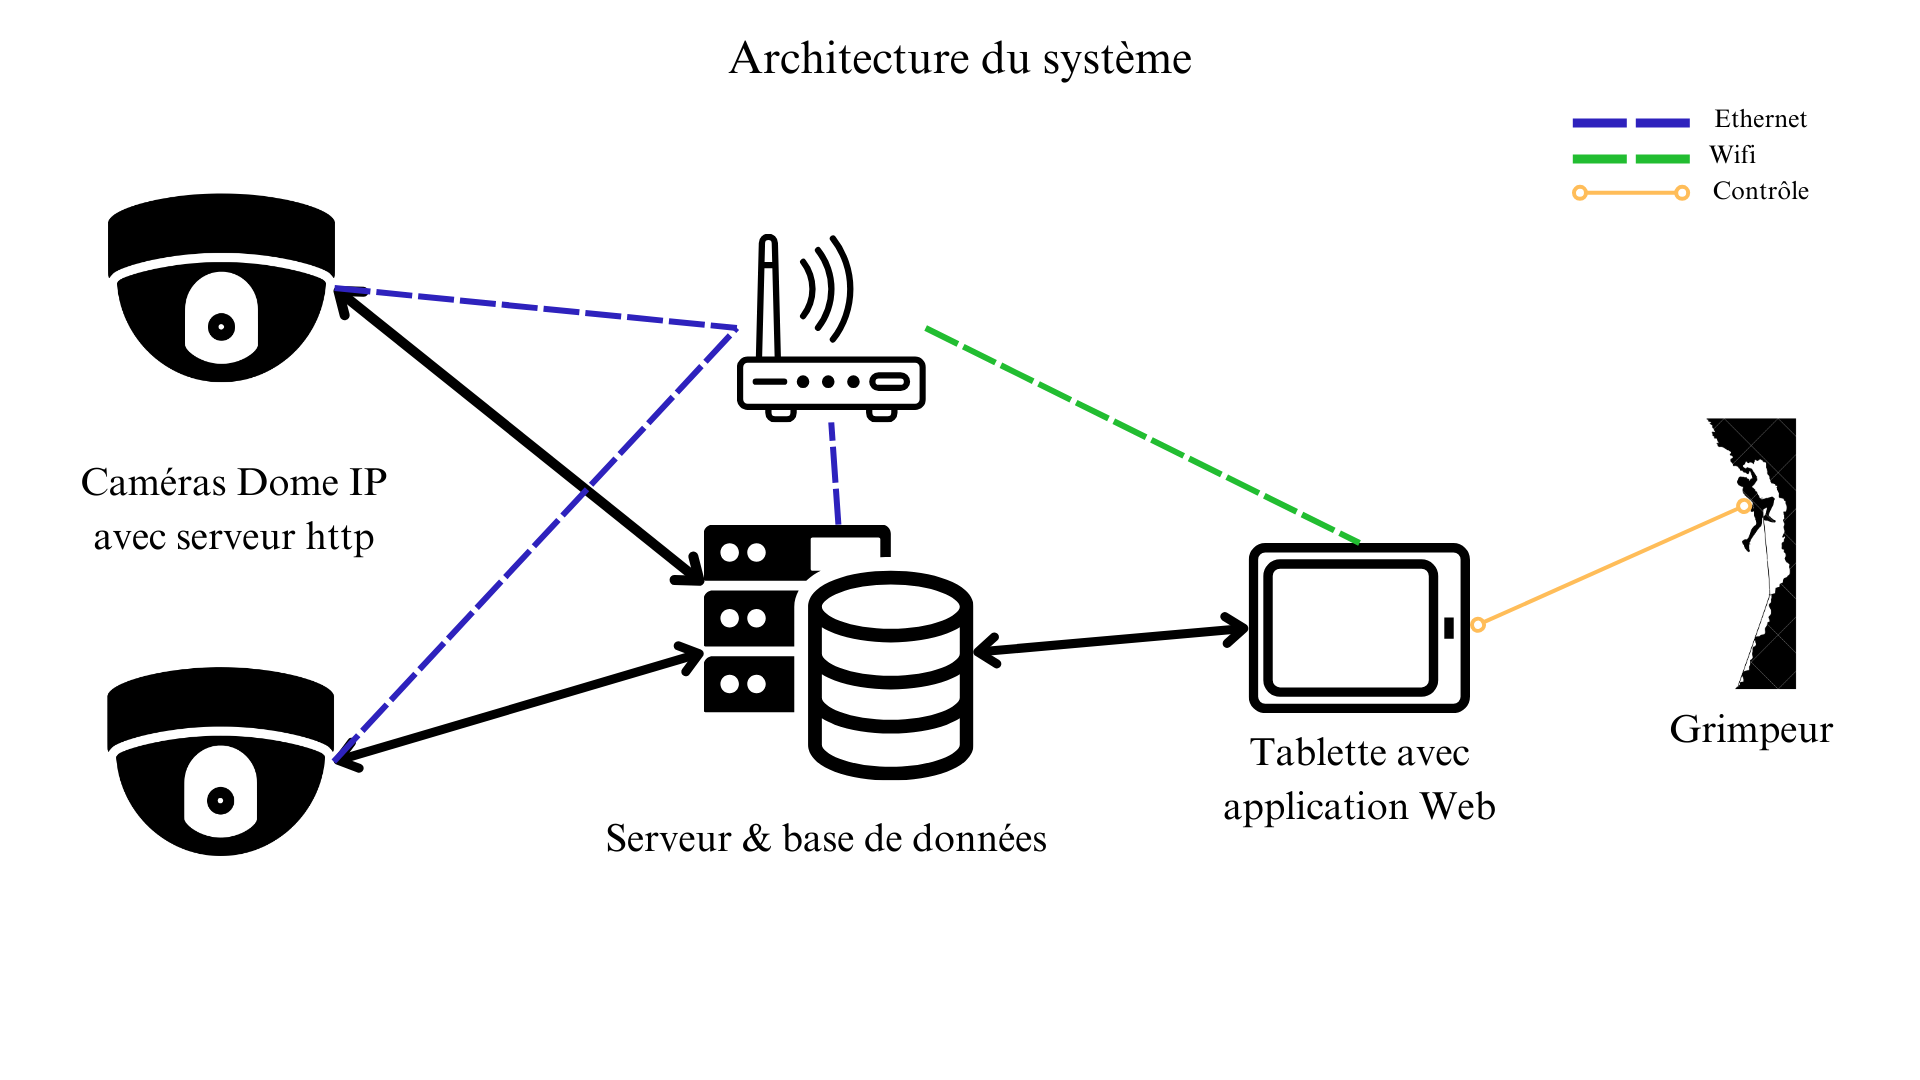 Architecture du système
Ethernet
Wifi
Contrôle
Caméras Dome IP
avec serveur http
Serveur & base de données
Tablette avec
application Web
Grimpeur